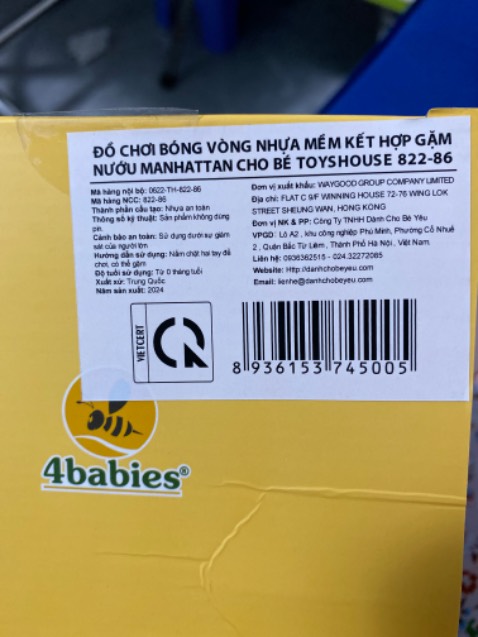 ĐỒ CHƠI BÓNG VÒNG NHỰA MỀM KẾT HỢP GẶM
NƯỚU MANHATTAN CHO BÉ TOYSHOUSE 822-86
Mã hàng nội bộ: 0622-TH-822-86
Mã hàng NCC: 822-86
Thành phần cấu tạo: Nhựa an toàn
Thông số kỹ thuật: Sản phẩm không dùng
pin.
Cảnh báo an toàn: Sử dụng dưới sự giám
sát của người lớn
Hướng dẫn sử dụng: Nắm chặt hai tay để
chơi, có thể gặm
Độ tuổi sử dụng: Từ 0 tháng tuổi
Xuất xứ: Trung Quốc
Năm sản xuất: 2024
Đơn vị xuất khẩu: WAYGOOD GROUP COMPANY LIMITED
Địa chỉ: FLAT C 9/F WINNING HOUSE 72-76 WING LOK
STREET SHEUNG WAN, HONG KONG
Đơn vị NK & PP: Công Ty TNHH Dành Cho Bé Yêu
VPGD: Lô A2 , khu công nghiệp Phú Minh, Phường Cổ Nhuế
2 , Quận Bắc Từ Liêm , Thành Phố Hà Nội, Việt Nam.
Liên hệ: 0936362515 - 024.32272085
Website: Http://danhchobeyeu.com
Email: lienhe@danhchobeyeu.com
VIETCERT
CR
8 936153 745005
4babies®